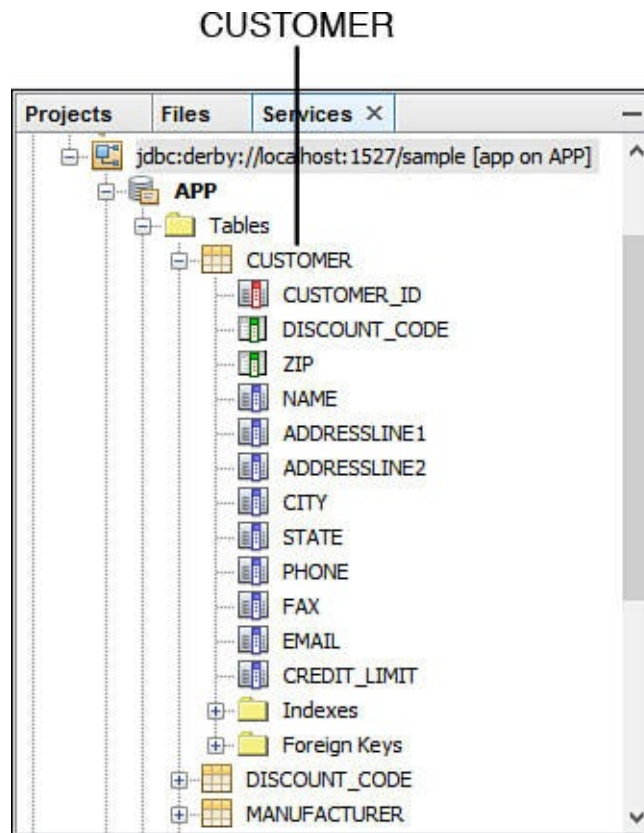 CUSTOMER
Projects Files Services ×
jdbc:derby://localhost:1527/sample [app on APP]
APP
Tables
CUSTOMER
CUSTOMER_ID
DISCOUNT_CODE
ZIP
NAME
ADDRESSLINE1
ADDRESSLINE2
CITY
STATE
PHONE
FAX
EMAIL
CREDIT_LIMIT
Indexes
Foreign Keys
DISCOUNT_CODE
MANUFACTURER